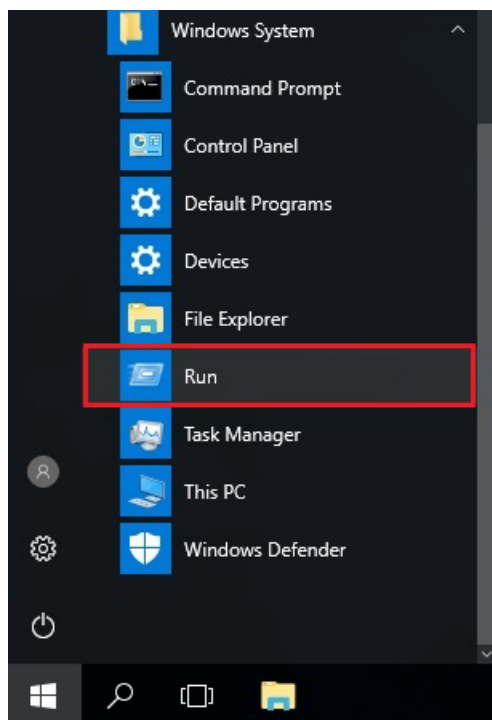 Windows System
Command Prompt
Control Panel
Default Programs
Devices
File Explorer
Run
Task Manager
This PC
Windows Defender